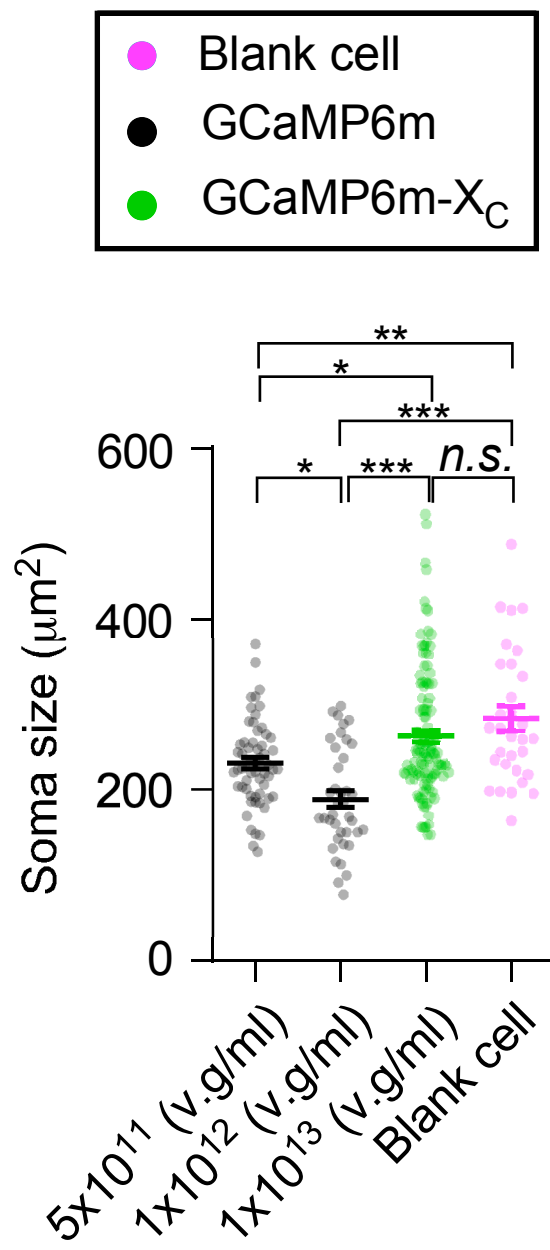 Blank cell
GCaMP6m
GCaMP6m-X_C
**
*
***
* *** n.s.
600
400
200
0
Soma size (μm²)
5x10¹¹ (v.g/ml)
1x10¹² (v.g/ml)
1x10¹³ (v.g/ml)
Blank cell